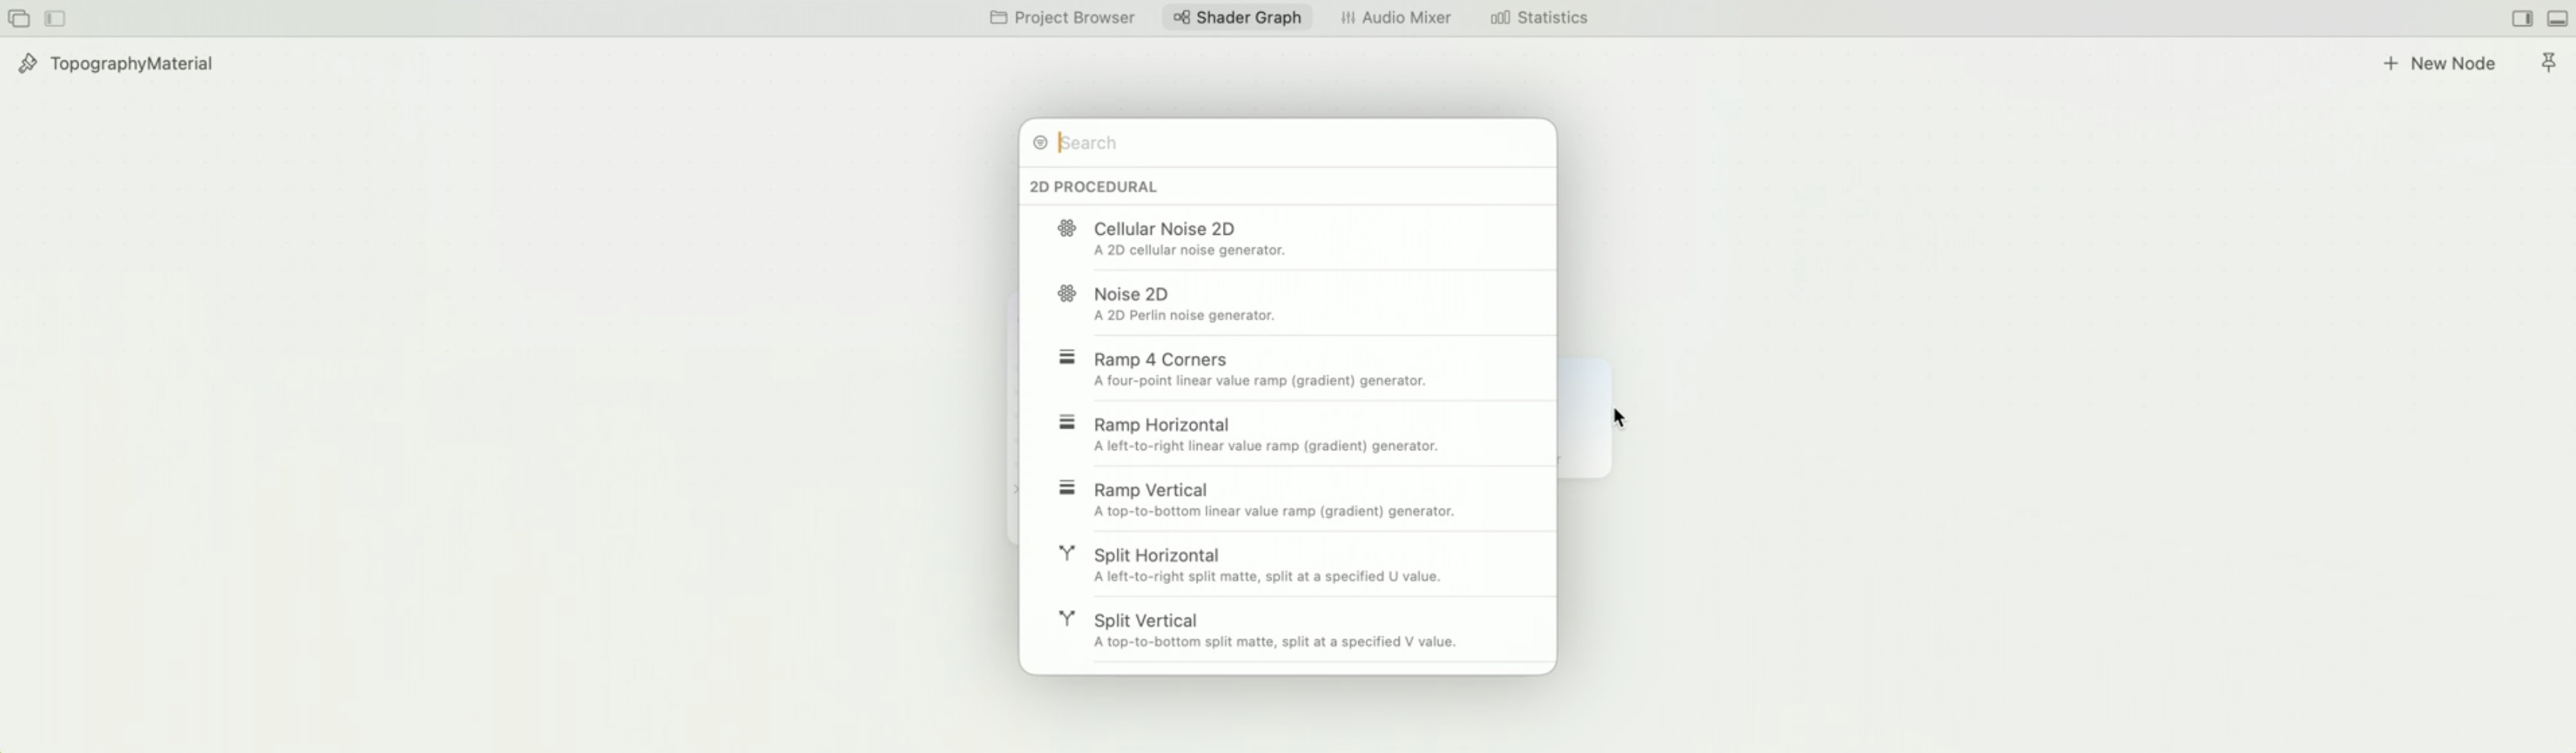 Project Browser
Shader Graph
Audio Mixer
Statistics
TopographyMaterial
New Node
Search
2D PROCEDURAL
Cellular Noise 2D
A 2D cellular noise generator.
Noise 2D
A 2D Perlin noise generator.
Ramp 4 Corners
A four-point linear value ramp (gradient) generator.
Ramp Horizontal
A left-to-right linear value ramp (gradient) generator.
Ramp Vertical
A top-to-bottom linear value ramp (gradient) generator.
Split Horizontal
A left-to-right split matte, split at a specified U value.
Split Vertical
A top-to-bottom split matte, split at a specified V value.